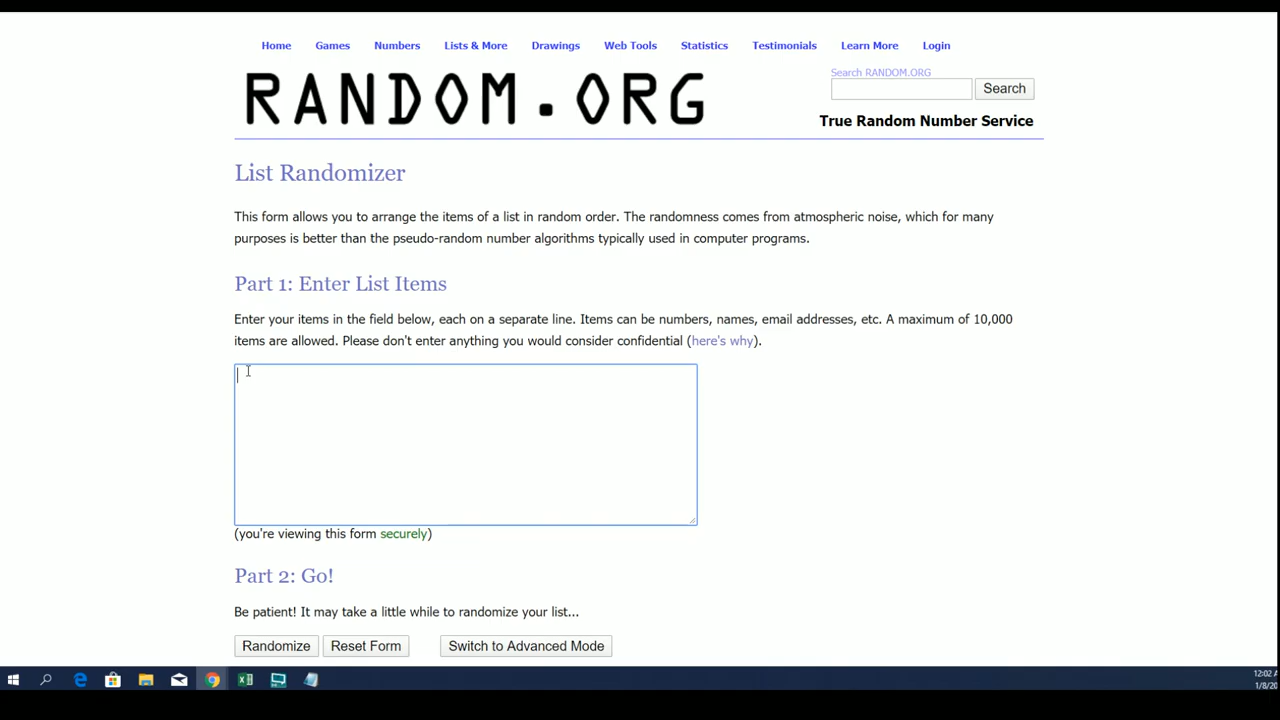 Home Games Numbers Lists & More Drawings Web Tools Statistics Testimonials Learn More Login
RANDOM.ORG
Search RANDOM.ORG
Search
True Random Number Service
List Randomizer
This form allows you to arrange the items of a list in random order. The randomness comes from atmospheric noise, which for many
purposes is better than the pseudo-random number algorithms typically used in computer programs.
Part 1: Enter List Items
Enter your items in the field below, each on a separate line. Items can be numbers, names, email addresses, etc. A maximum of 10,000
items are allowed. Please don't enter anything you would consider confidential (here's why).
(you're viewing this form securely)
Part 2: Go!
Be patient! It may take a little while to randomize your list...
Randomize Reset Form Switch to Advanced Mode
12:02
1/8/20